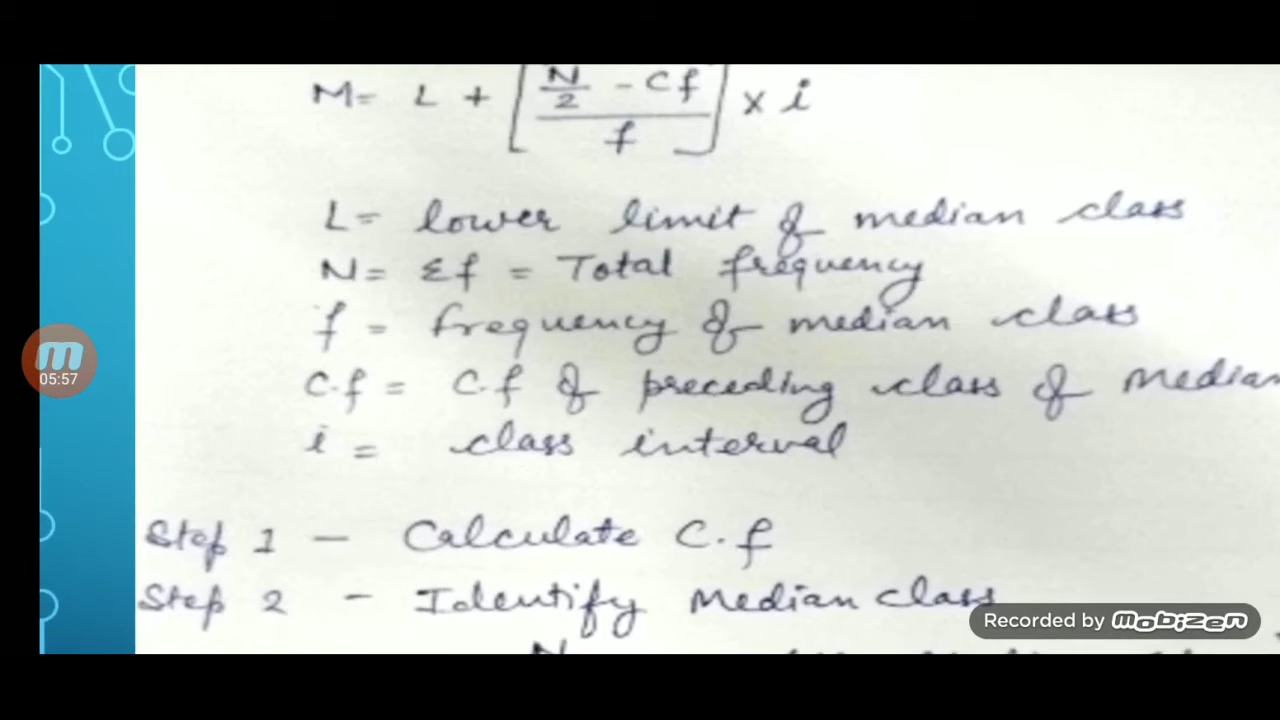 M= L + [N/2 - Cf / f] x i
L= lower limit of median class
N= Σf = Total frequency
f = frequency of median class
C.f = C.f of preceding class of Median
i = class interval
Step 1 - Calculate C.f
Step 2 - Identify Median class
05:57
Recorded by mobizen